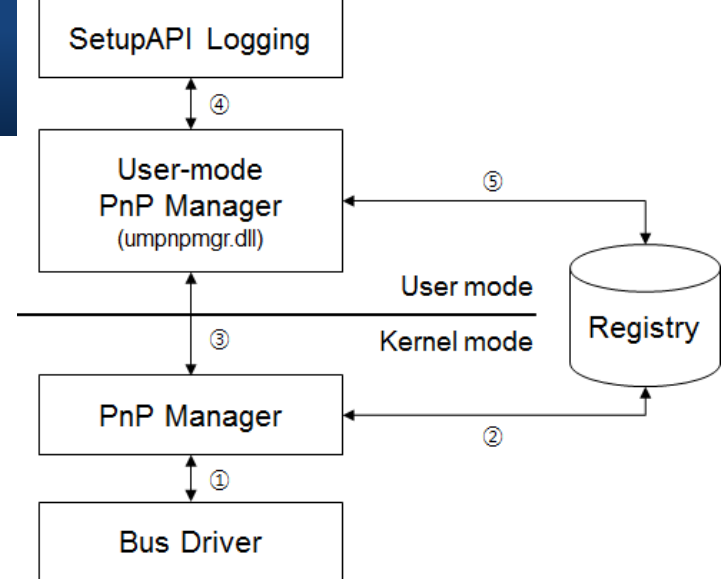 SetupAPI Logging
④
User-mode
PnP Manager
(umpnpmgr.dll)
⑤
User mode
Registry
③
Kernel mode
PnP Manager
②
①
Bus Driver